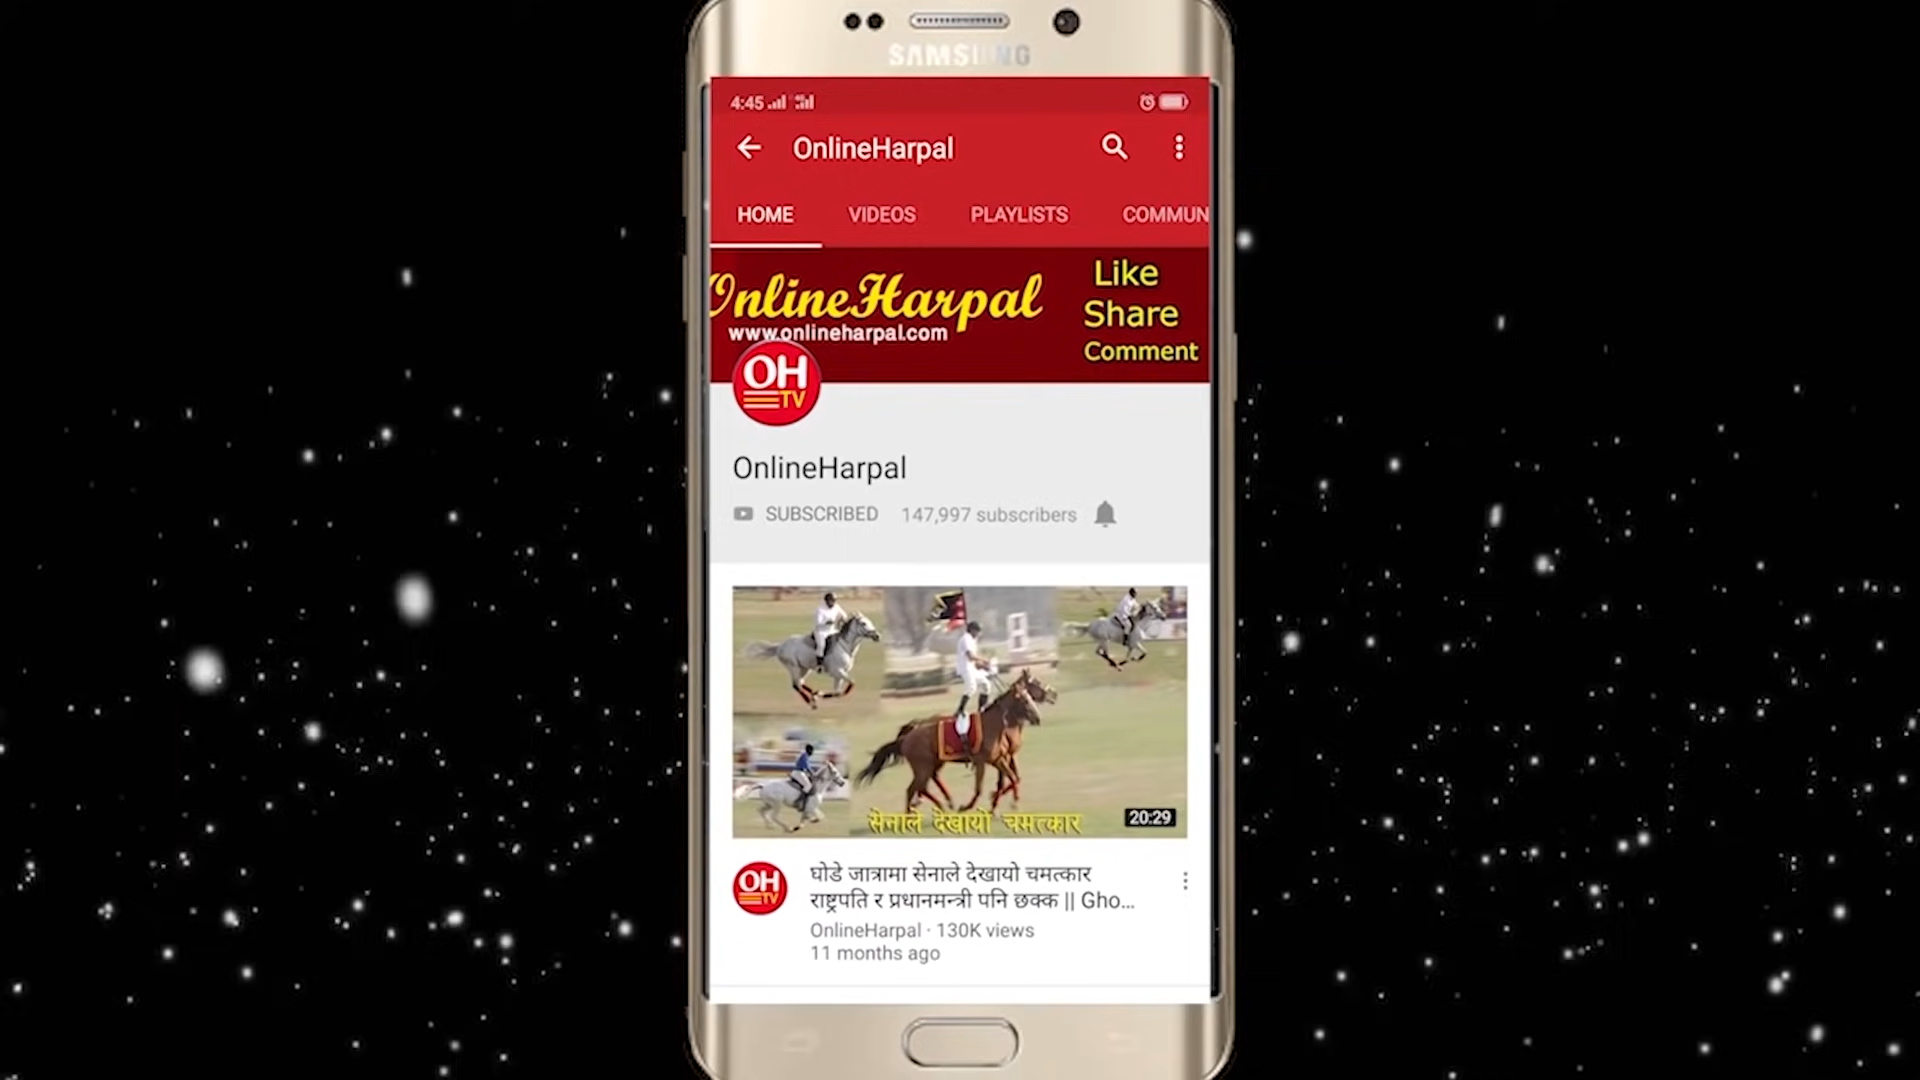 SAMSUNG
4:45
OnlineHarpal
HOME VIDEOS PLAYLISTS COMMUN
OnlineHarpal
www.onlineharpal.com
Like
Share
Comment
OH
TV
OnlineHarpal
SUBSCRIBED 147,997 subscribers
8
सेनाले देखायो चमत्कार
20:29
OH
TV
घोडे जात्रामा सेनाले देखायो चमत्कार
राष्ट्रपति र प्रधानमन्त्री पनि छक्क || Gho...
OnlineHarpal · 130K views
11 months ago